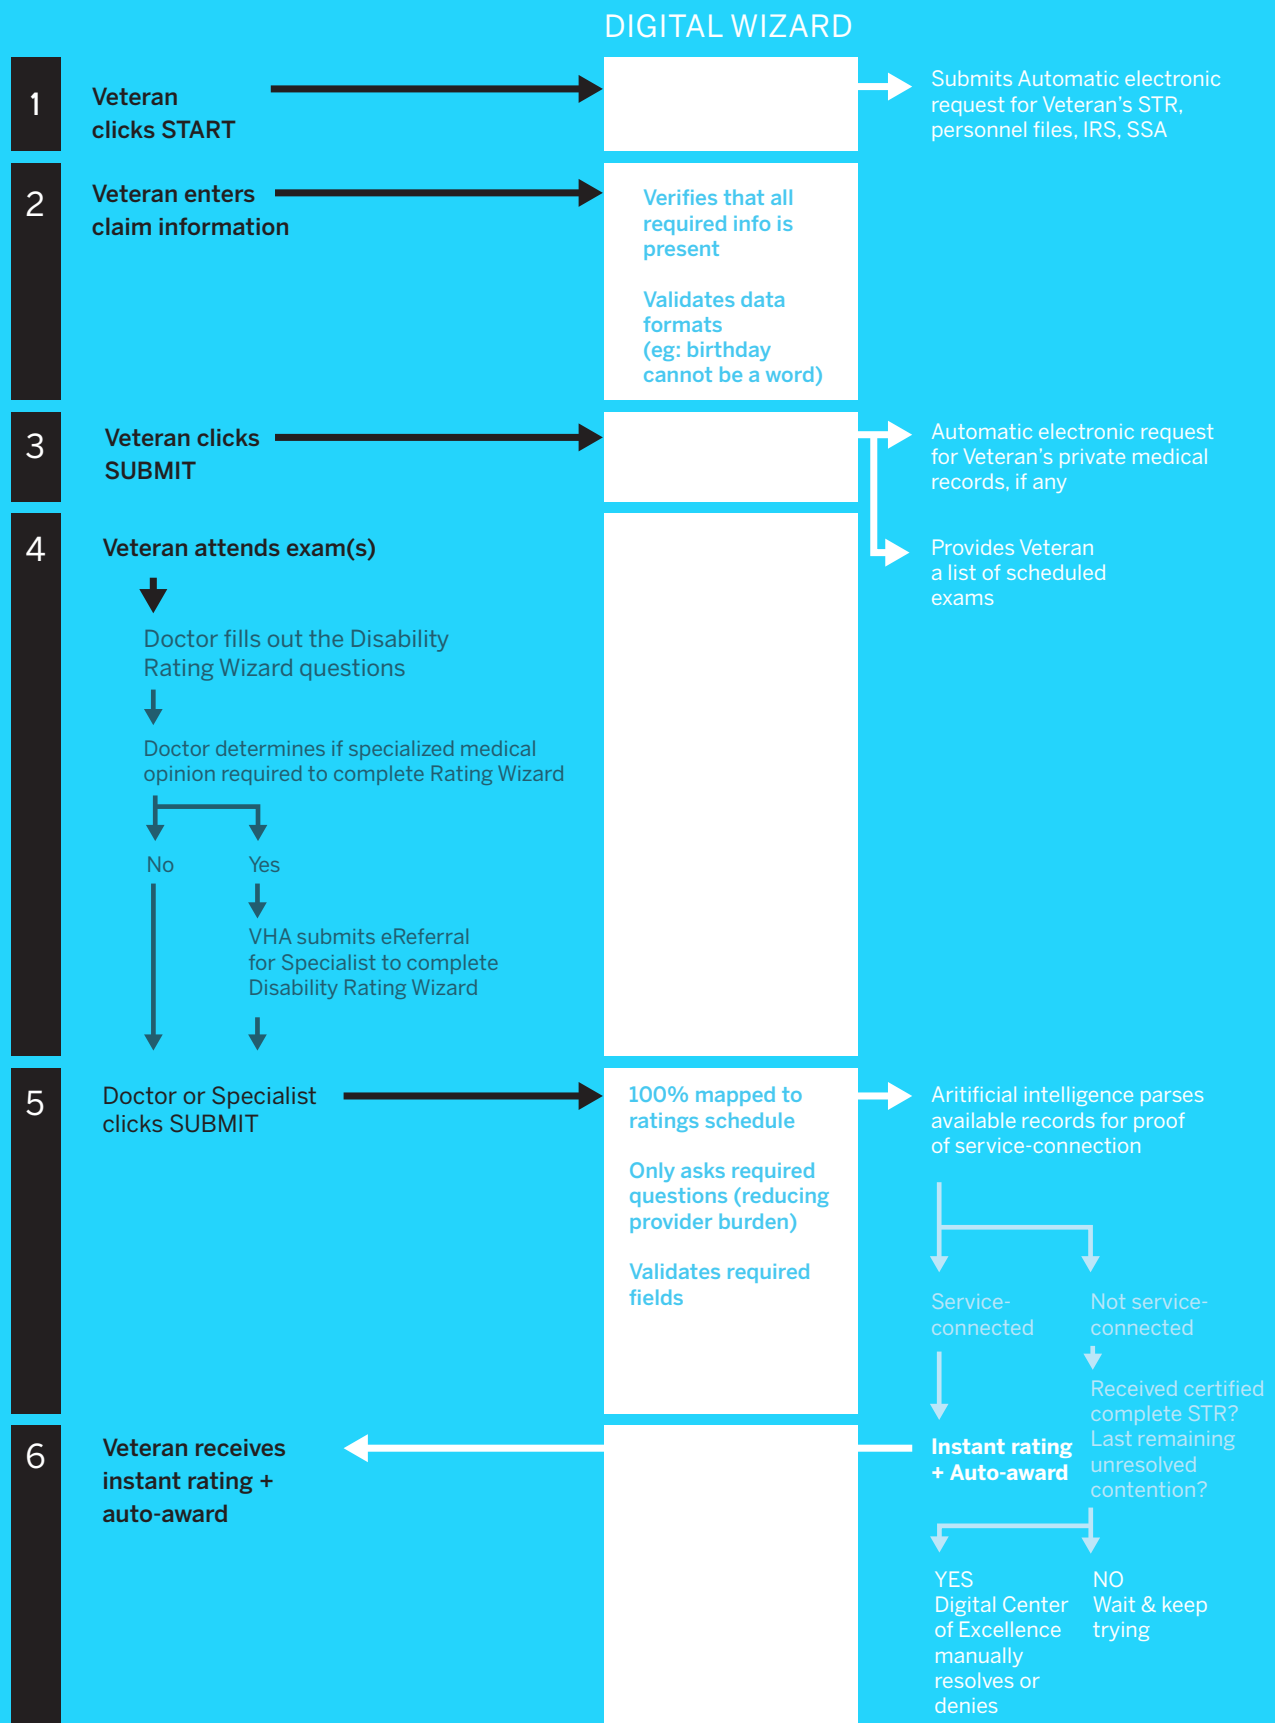 DIGITAL WIZARD
1
Veteran
clicks START
Submits Automatic electronic
request for Veteran's STR,
personnel files, IRS, SSA
2
Veteran enters
claim information
Verifies that all
required info is
present
Validates data
formats
(eg: birthday
cannot be a word)
3
Veteran clicks
SUBMIT
Automatic electronic request
for Veteran's private medical
records, if any
Provides Veteran
a list of scheduled
exams
4
Veteran attends exam(s)
Doctor fills out the Disability
Rating Wizard questions
Doctor determines if specialized medical
opinion required to complete Rating Wizard
No
Yes
VHA submits eReferral
for Specialist to complete
Disability Rating Wizard
5
Doctor or Specialist
clicks SUBMIT
100% mapped to
ratings schedule
Only asks required
questions (reducing
provider burden)
Validates required
fields
Aritificial intelligence parses
available records for proof
of service-connection
Service-
connected
Not service-
connected
Received certified
complete STR?
Last remaining
unresolved
contention?
6
Veteran receives
instant rating +
auto-award
Instant rating
+ Auto-award
YES
Digital Center
of Excellence
manually
resolves or
denies
NO
Wait & keep
trying